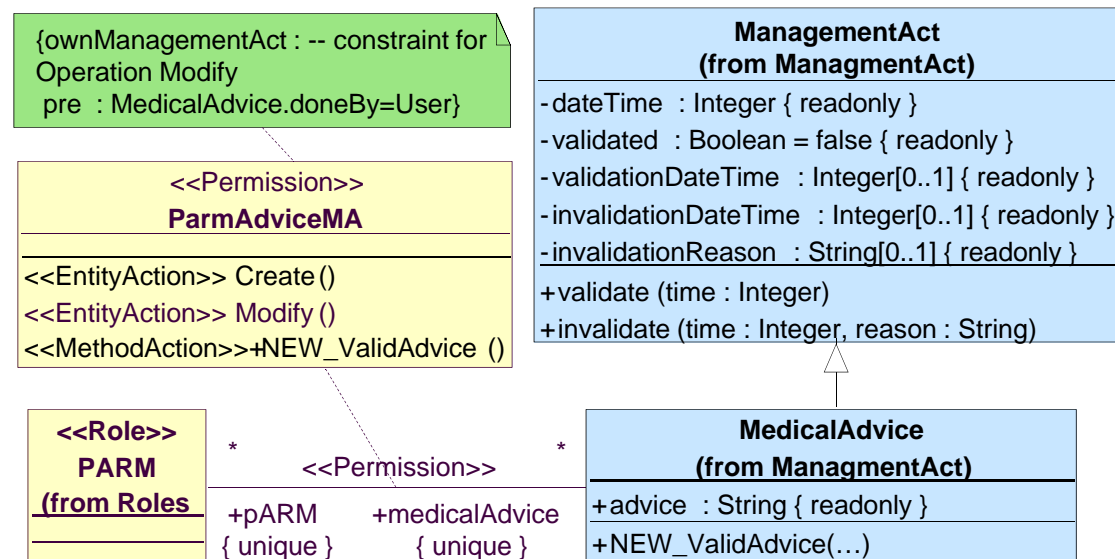 {ownManagementAct : -- constraint for
Operation Modify
pre : MedicalAdvice.doneBy=User}
<<Permission>>
ParmAdviceMA
<<EntityAction>> Create()
<<EntityAction>> Modify()
<<MethodAction>>+NEW_ValidAdvice ()
ManagementAct
(from ManagmentAct)
-dateTime : Integer { readonly }
-validated : Boolean = false { readonly }
-validationDateTime : Integer[0..1] { readonly }
-invalidationDateTime : Integer[0..1] { readonly }
-invalidationReason : String[0..1] { readonly }
+validate (time : Integer)
+invalidate (time : Integer, reason : String)
<<Role>>
PARM
(from Roles
* *
<<Permission>>
+pARM +medicalAdvice
{ unique } { unique }
MedicalAdvice
(from ManagmentAct)
+advice : String { readonly }
+NEW_ValidAdvice(…)